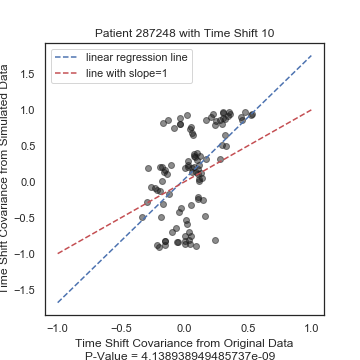 Patient 287248 with Time Shift 10
linear regression line
line with slope=1
Time Shift Covariance from Simulated Data
1.5
1.0
0.5
0.0
−0.5
−1.0
−1.5
−1.0 −0.5 0.0 0.5 1.0
Time Shift Covariance from Original Data
P-Value = 4.138938949485737e-09